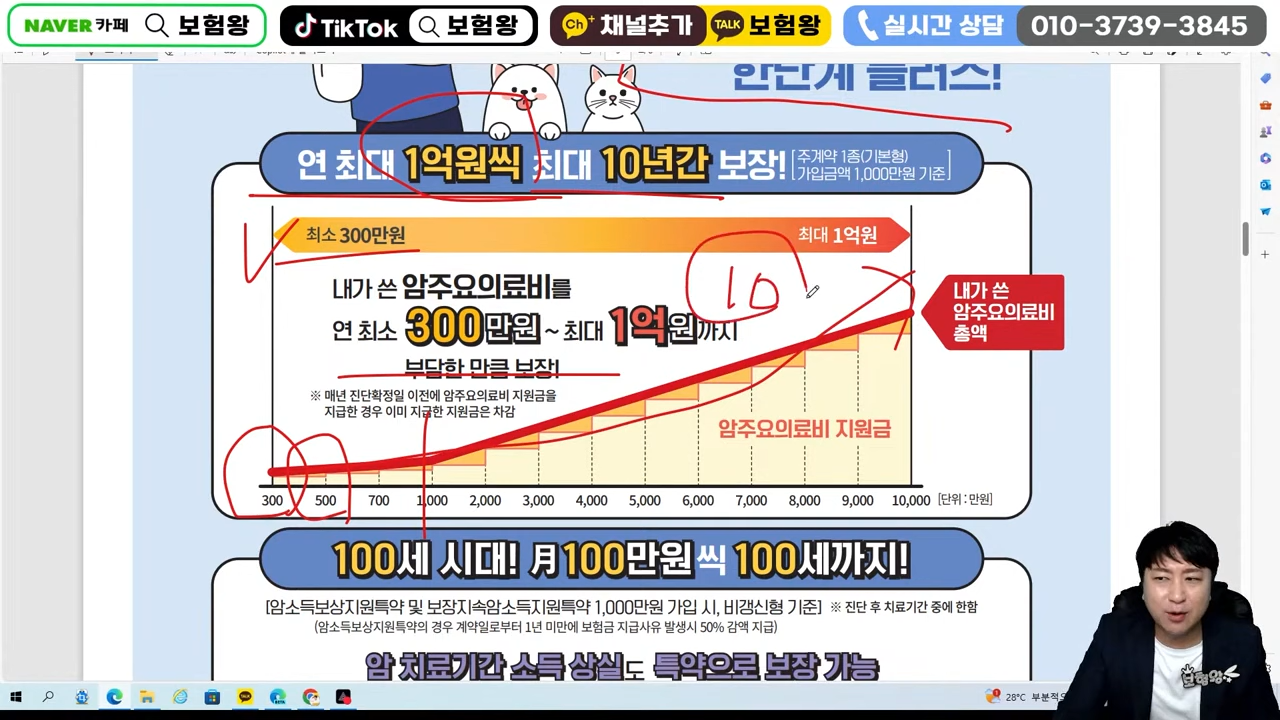 NAVER 카페 보험왕
TikTok 보험왕
Ch+ 채널추가 TALK 보험왕
실시간 상담 010-3739-3845
한단계 플러스!
연 최대 1억원씩 최대 10년간 보장! [주계약 1종(기본형)
가입금액 1,000만원 기준]
최소 300만원 최대 1억원
내가 쓴 암주요의료비를
연 최소 300만원 ~ 최대 1억원까지
부담한 만큼 보장!
※ 매년 진단확정일 이전에 암주요의료비 지원금을
지급한 경우 이미 지급한 지원금은 차감
10
내가 쓴
암주요의료비
총액
암주요의료비 지원금
300 500 700 1,000 2,000 3,000 4,000 5,000 6,000 7,000 8,000 9,000 10,000 [단위 : 만원]
100세 시대! 月100만원씩 100세까지!
[암소득보상지원특약 및 보장지속암소득지원특약 1,000만원 가입 시, 비갱신형 기준] ※ 진단 후 치료기간 중에 한함
(암소득보상지원특약의 경우 계약일로부터 1년 미만에 보험금 지급사유 발생시 50% 감액 지급)
암 치료기간 소득 상실도 특약으로 보장 가능
보험왕
28°C 부분적으